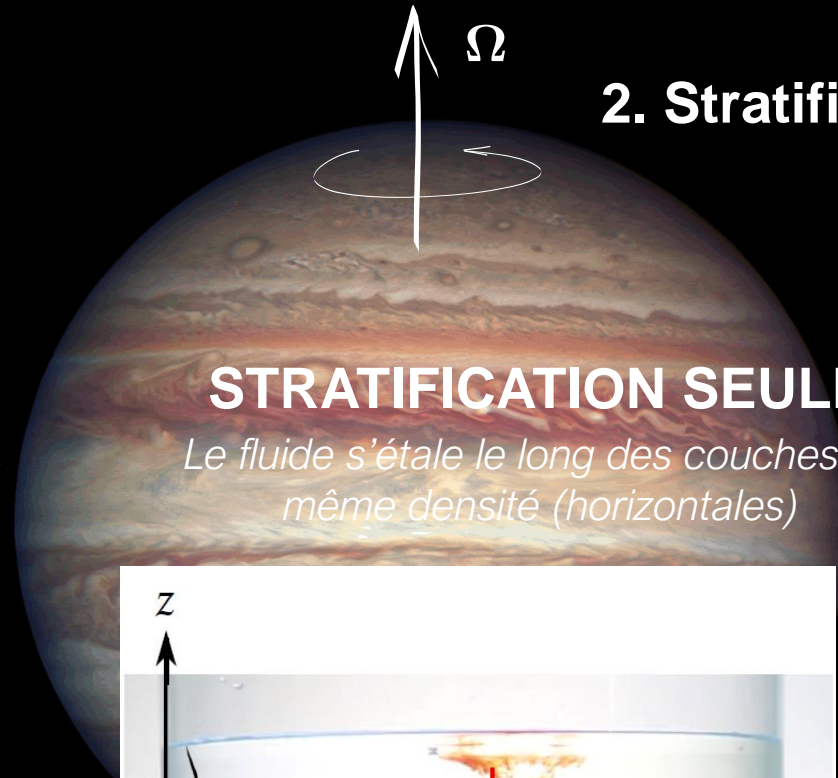 Ω
2. Stratifi
STRATIFICATION SEUL
Le fluide s’étale le long des couches
même densité (horizontales)
z